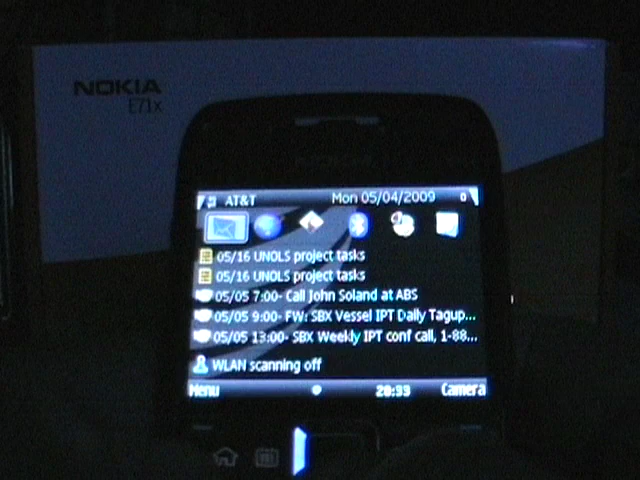 NOKIA
E71x
NOKIA
AT&T Mon 05/04/2009
05/16 UNOLS project tasks
05/16 UNOLS project tasks
05/05 7:00- Call John Soland at ABS
05/05 9:00- FW: SBX Vessel IPT Daily Tagup...
05/05 13:00- SBX Weekly IPT conf call, 1-88...
WLAN scanning off
Menu 20:33 Camera